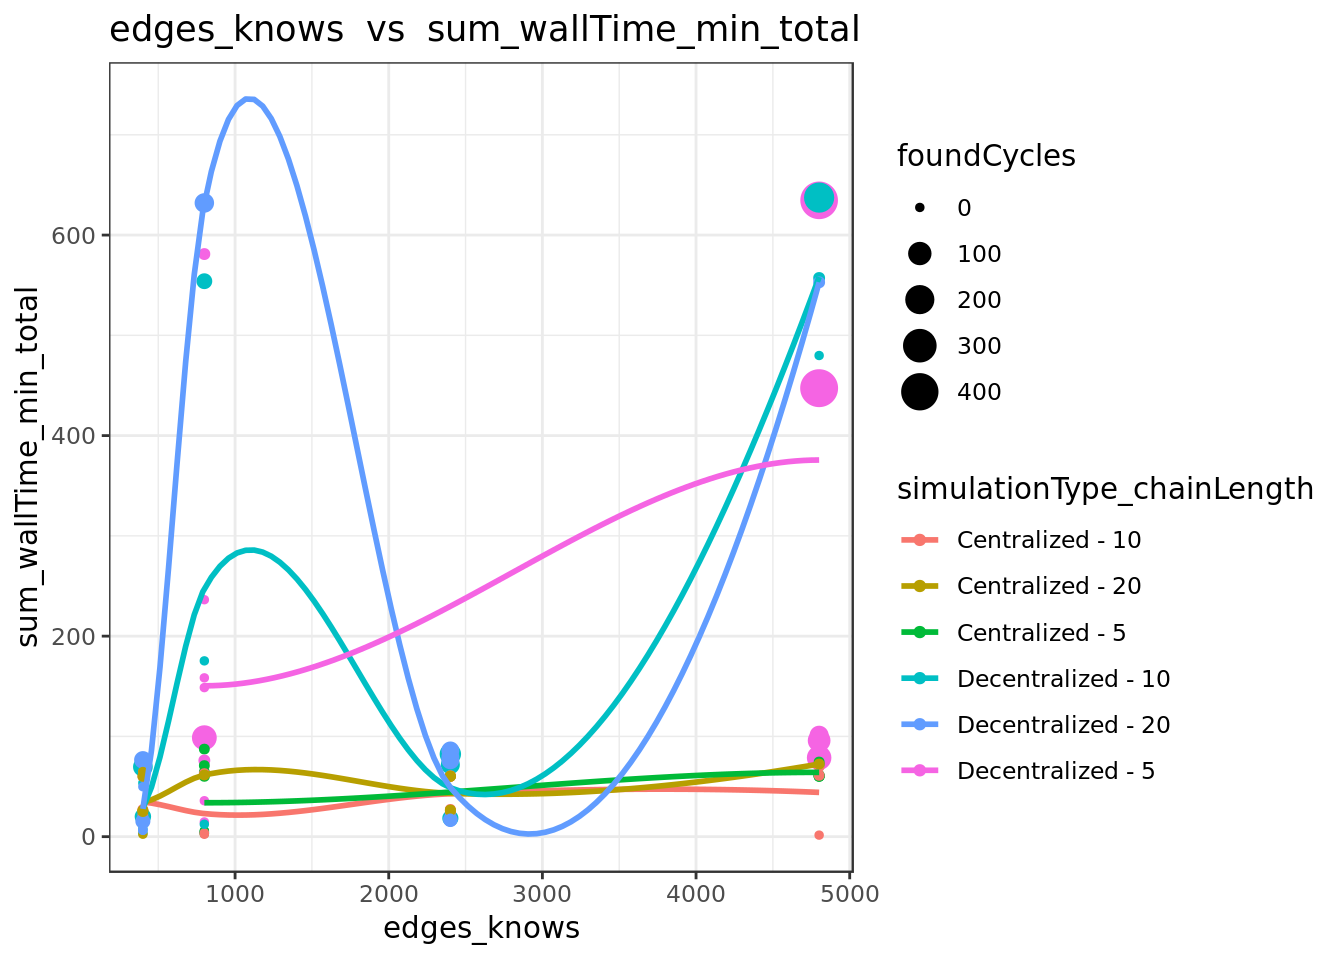 edges_knows vs sum_wallTime_min_total
sum_wallTime_min_total
600
400
200
0
1000 2000 3000 4000 5000
edges_knows
foundCycles
0
100
200
300
400
simulationType_chainLength
Centralized - 10
Centralized - 20
Centralized - 5
Decentralized - 10
Decentralized - 20
Decentralized - 5